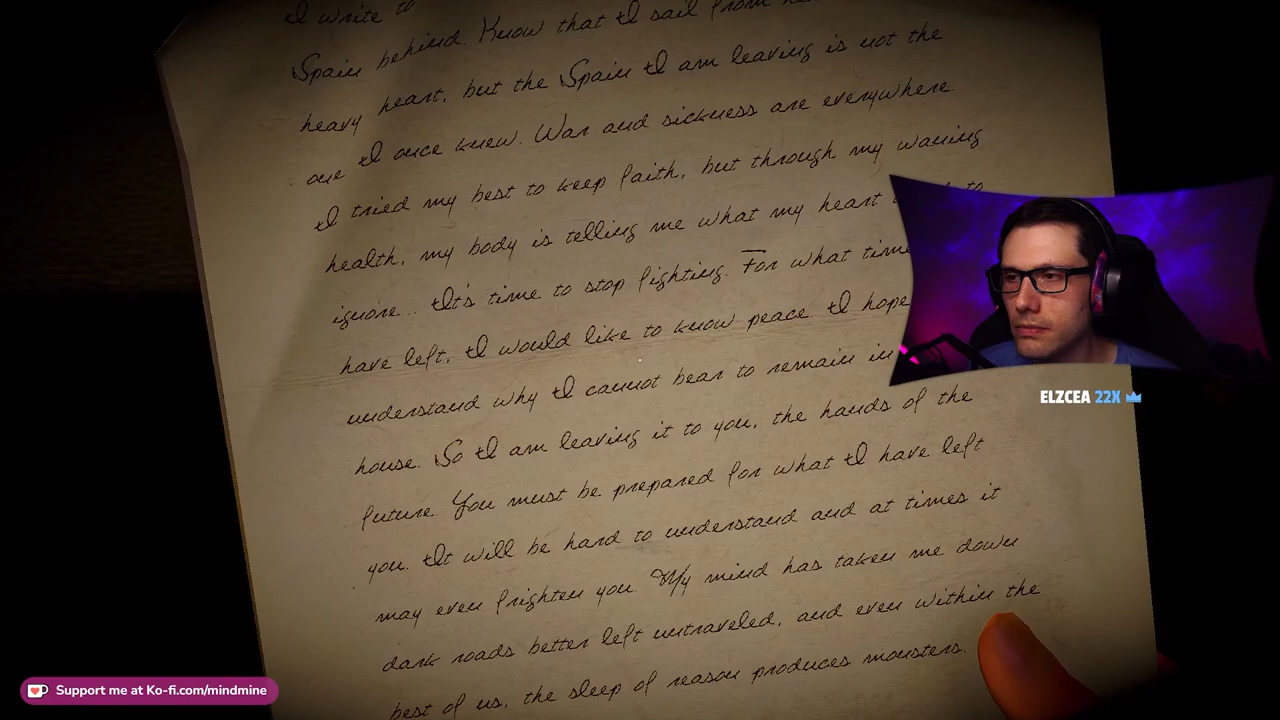 I write to
Spain behind. Know that I sail from
heavy heart, but the Spain I am leaving is not the
one I once knew. War and sickness are everywhere.
I tried my best to keep faith, but through my waning
health, my body is telling me what my heart
ignore... It's time to stop fighting. For what time
have left, I would like to know peace. I hope
understand why I cannot bear to remain in
house. So I am leaving it to you, the hands of the
future. You must be prepared for what I have left
you. It will be hard to understand and at times it
may even frighten you. My mind has taken me down
dark roads better left untraveled, and even within the
best of us, the sleep of reason produces monsters.
ELZCEA 22X
Support me at Ko-fi.com/mindmine